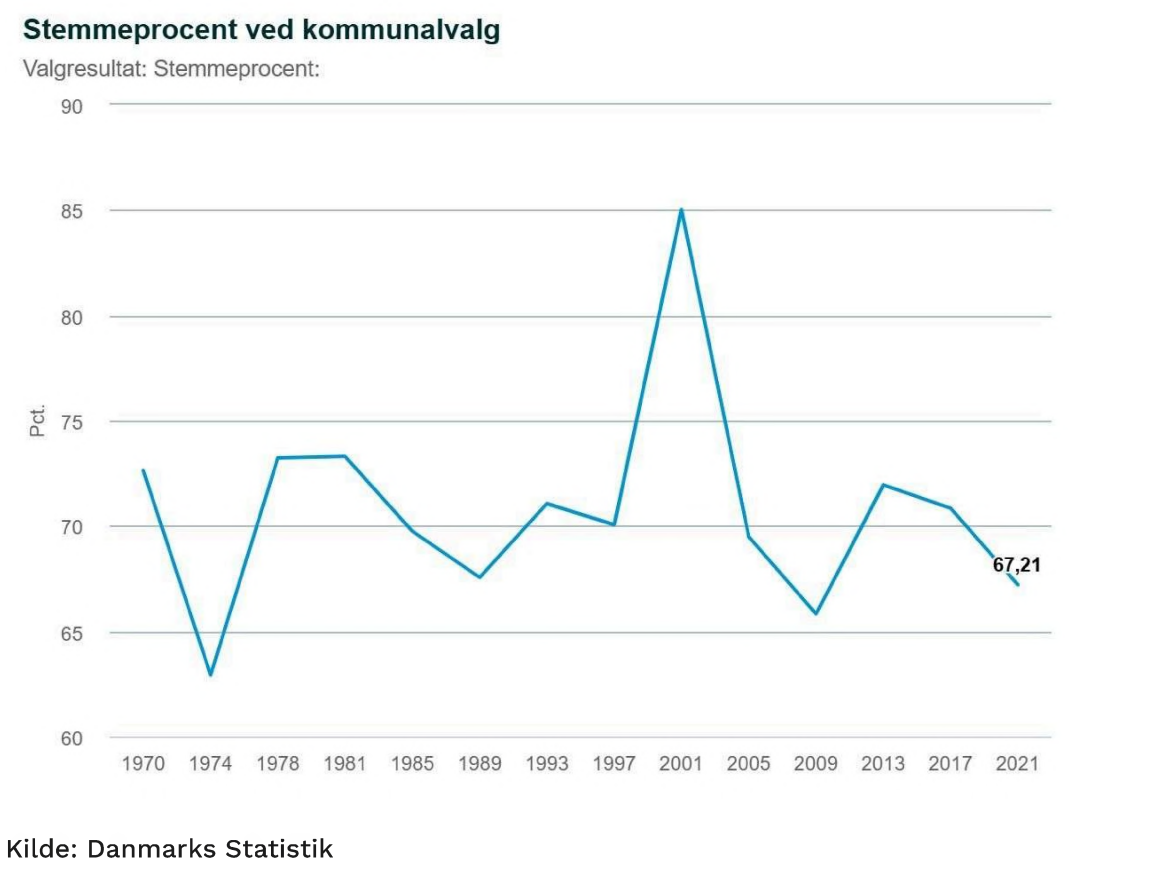 Stemmeprocent ved kommunalvalg
Valgresultat: Stemmeprocent:
90
85
80
Pct.
75
70
67,21
65
60
1970 1974 1978 1981 1985 1989 1993 1997 2001 2005 2009 2013 2017 2021
Kilde: Danmarks Statistik